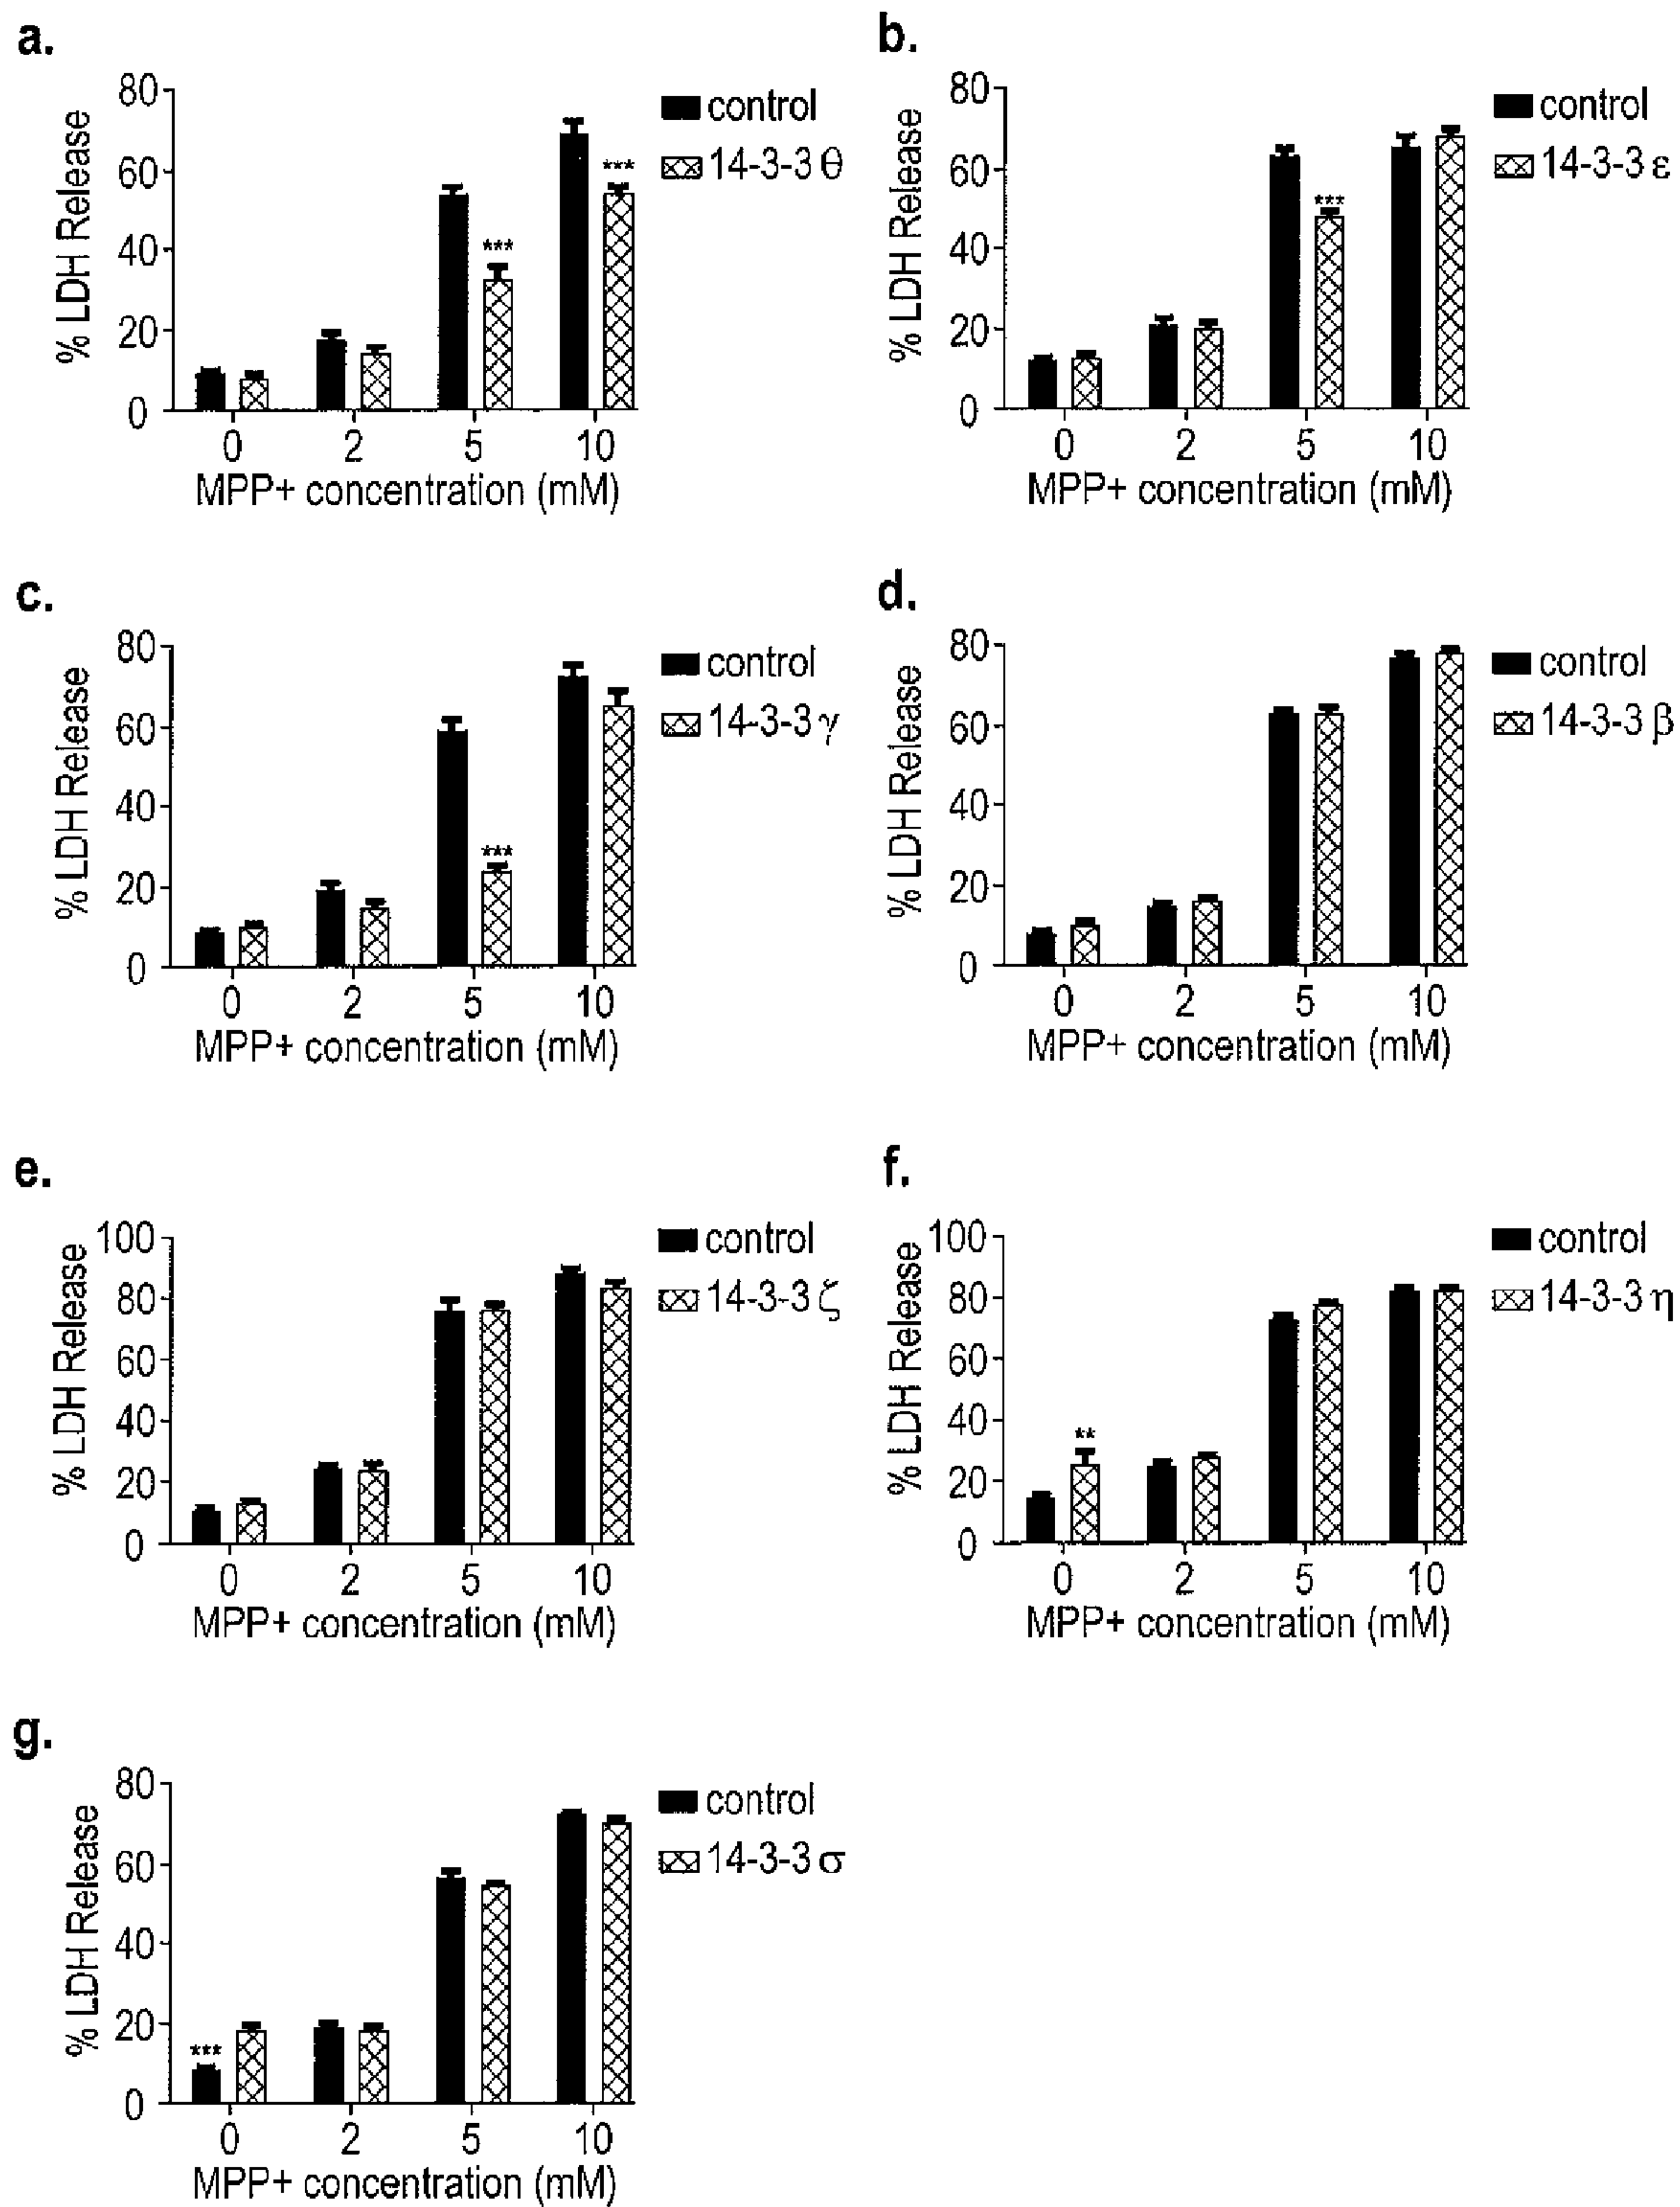 a.
80
60
40
20
0
% LDH Release
control
14-3-3 θ
***
***
0 2 5 10
MPP+ concentration (mM)
b.
80
60
40
20
0
% LDH Release
control
14-3-3 ε
***
0 2 5 10
MPP+ concentration (mM)
c.
80
60
40
20
0
% LDH Release
control
14-3-3 γ
***
0 2 5 10
MPP+ concentration (mM)
d.
80
60
40
20
0
% LDH Release
control
14-3-3 β
0 2 5 10
MPP+ concentration (mM)
e.
100
80
60
40
20
0
% LDH Release
control
14-3-3 ζ
0 2 5 10
MPP+ concentration (mM)
f.
100
80
60
40
20
0
% LDH Release
control
14-3-3 η
**
0 2 5 10
MPP+ concentration (mM)
g.
80
60
40
20
0
% LDH Release
control
14-3-3 σ
***
0 2 5 10
MPP+ concentration (mM)